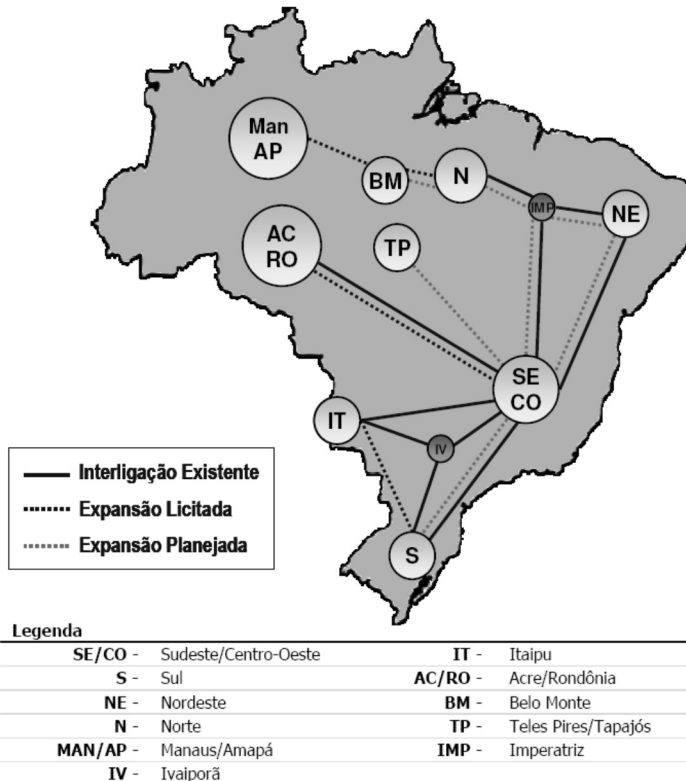 Man
AP
BM
N
IMP
NE
AC
RO
TP
SE
CO
IT
IV
S
Interligação Existente
Expansão Licitada
Expansão Planejada
Legenda
SE/CO - Sudeste/Centro-Oeste IT - Itaipu
S - Sul AC/RO - Acre/Rondônia
NE - Nordeste BM - Belo Monte
N - Norte TP - Teles Pires/Tapajós
MAN/AP - Manaus/Amapá IMP - Imperatriz
IV - Ivaiporã